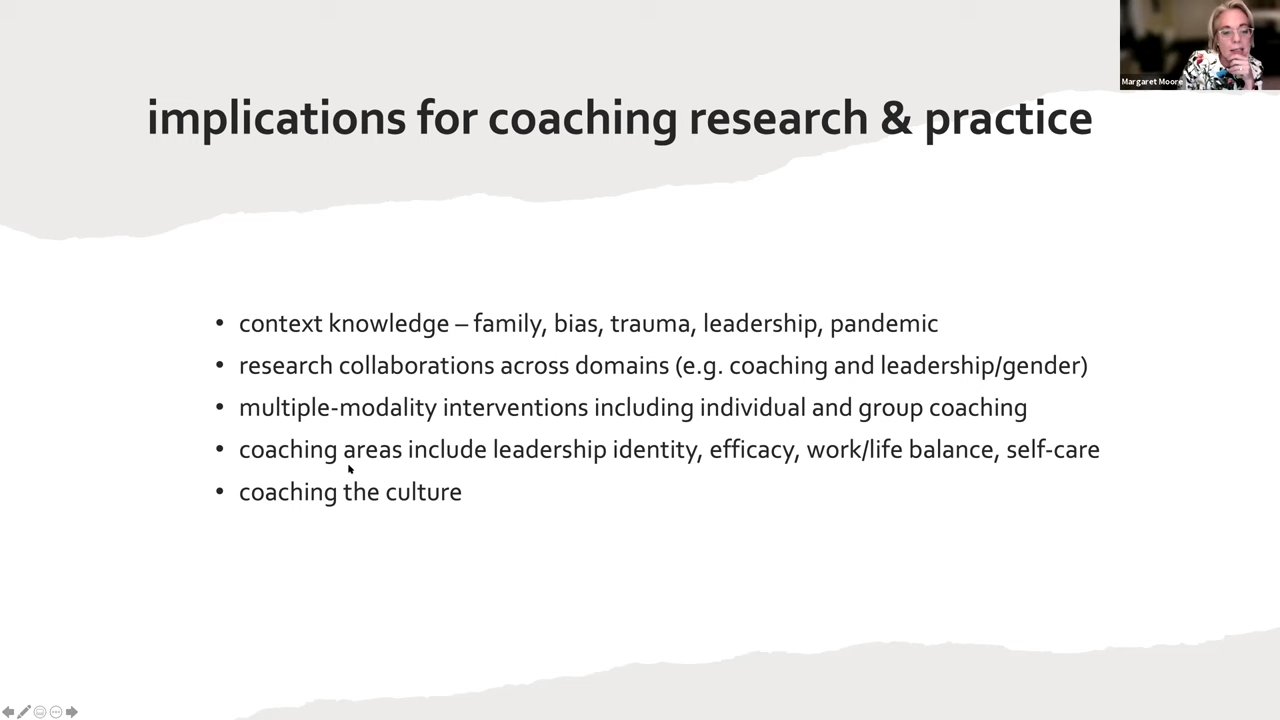 Margaret Moore
implications for coaching research & practice
• context knowledge – family, bias, trauma, leadership, pandemic
• research collaborations across domains (e.g. coaching and leadership/gender)
• multiple-modality interventions including individual and group coaching
• coaching areas include leadership identity, efficacy, work/life balance, self-care
• coaching the culture